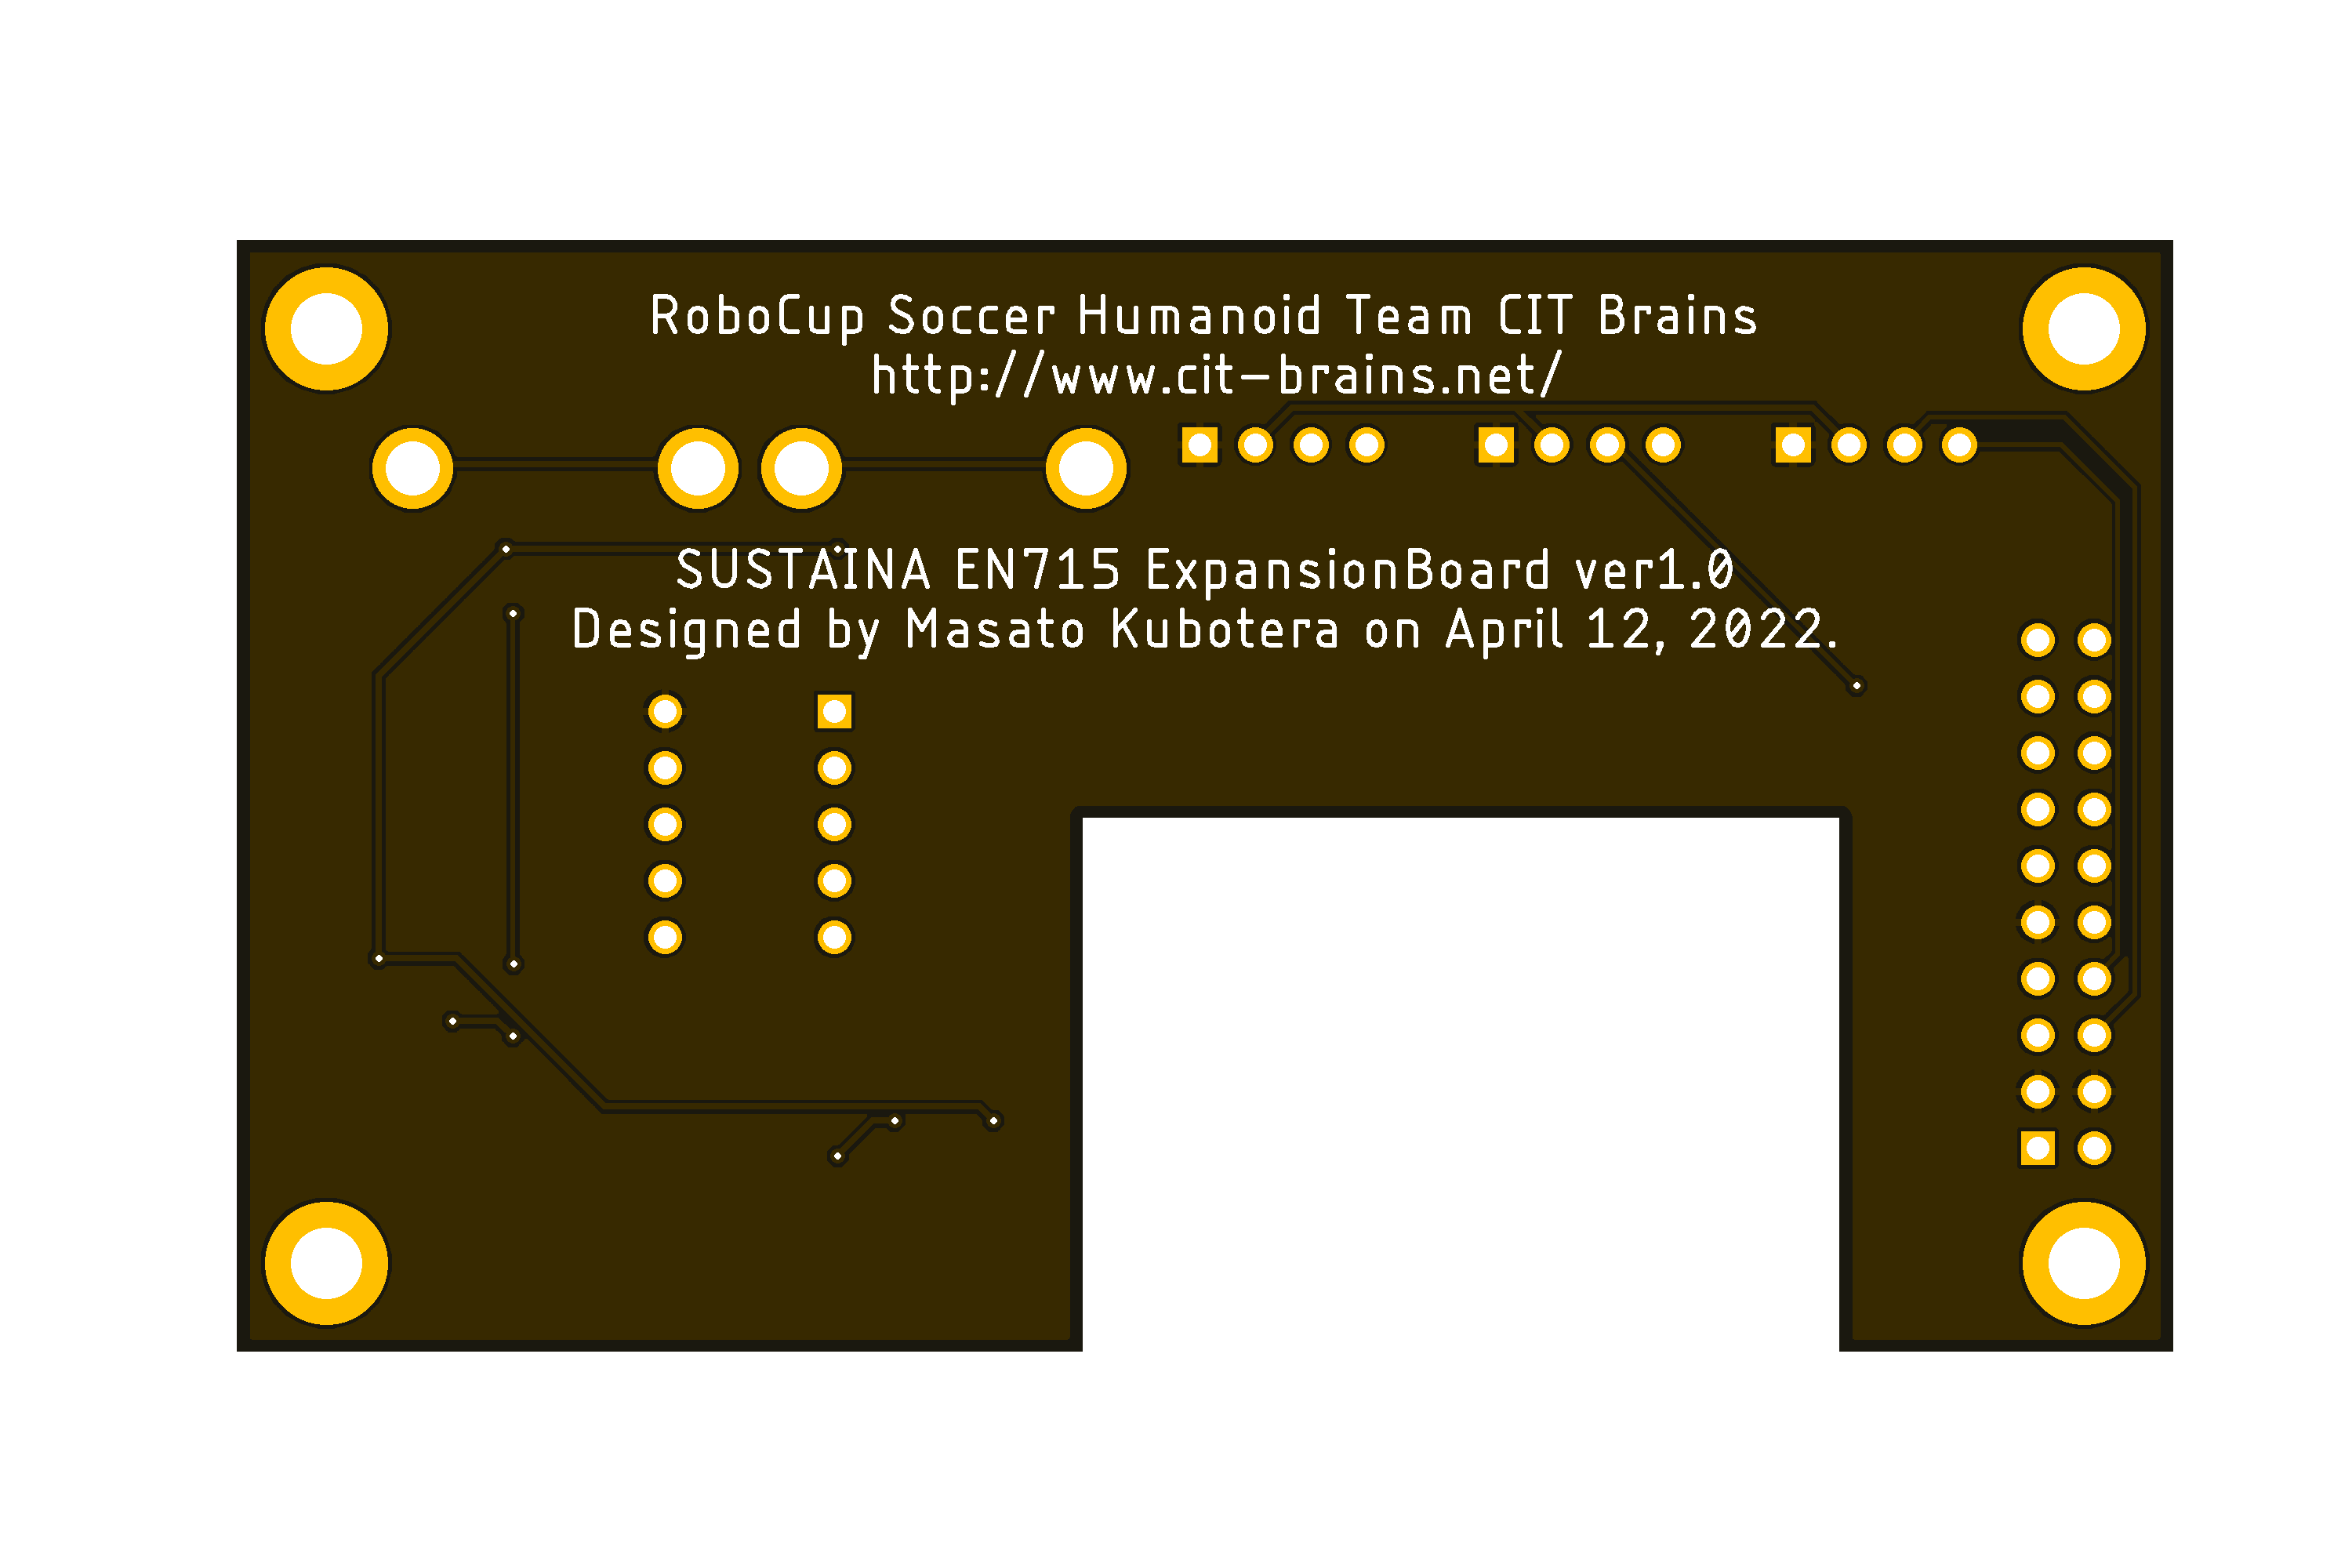 RoboCup Soccer Humanoid Team CIT Brains
http://www.cit-brains.net/
SUSTAINA EN715 ExpansionBoard ver1.0
Designed by Masato Kubotera on April 12, 2022.